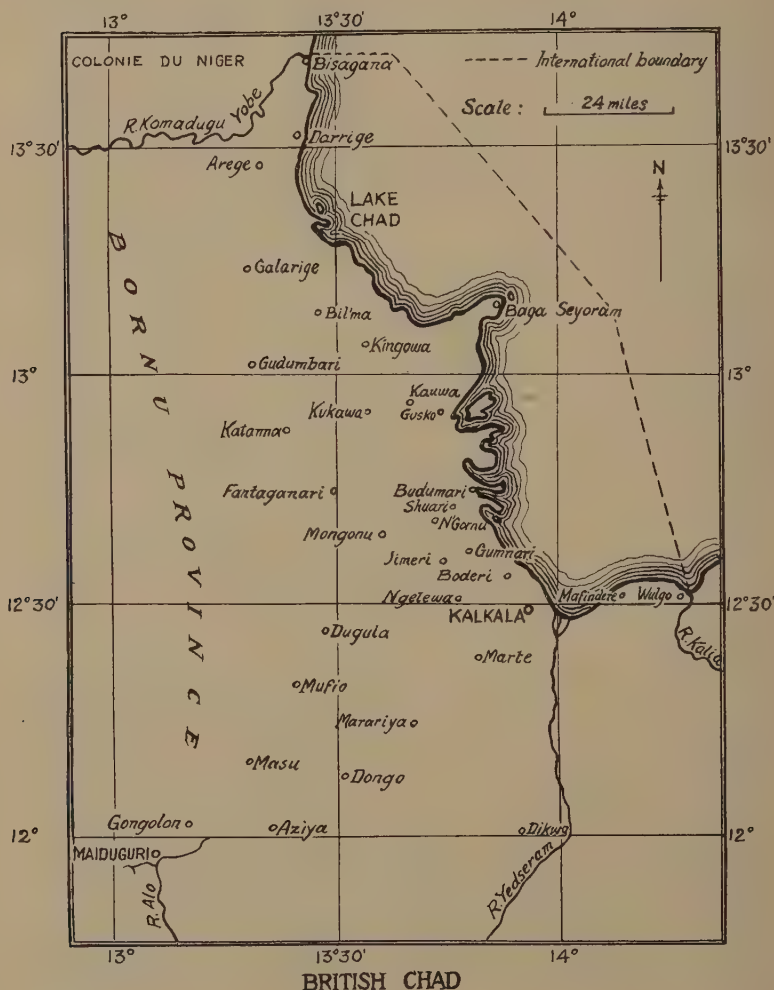 13° 13°30' 14°
COLONIE DU NIGER
Bisagana
International boundary
R.Komadugu Yobe
Scale : 24 miles
Darrige
13°30' 13°30'
Arege
N
LAKE
CHAD
BORNU PROVINCE
Galarige
Bil'ma
Baga Seyoram
Kingowa
Gudumbari
13° 13°
Kauwa
Kukawa
Gusko
Katanna
Fantaganari
Budumari
Shuari
N'Gornu
Mongonu
Gumnari
Jimeri
Boderi
Ngelewa
Mafindere
Wulgo
12°30' 12°30'
KALKALA
R.Kalia
Dugula
Marte
Mufio
Marariya
Masu
Dongo
Gongolon
Aziya
Dikwa
12° 12°
MAIDUGURI
R.Alo
R.Yedseram
13° 13°30' 14°
BRITISH CHAD